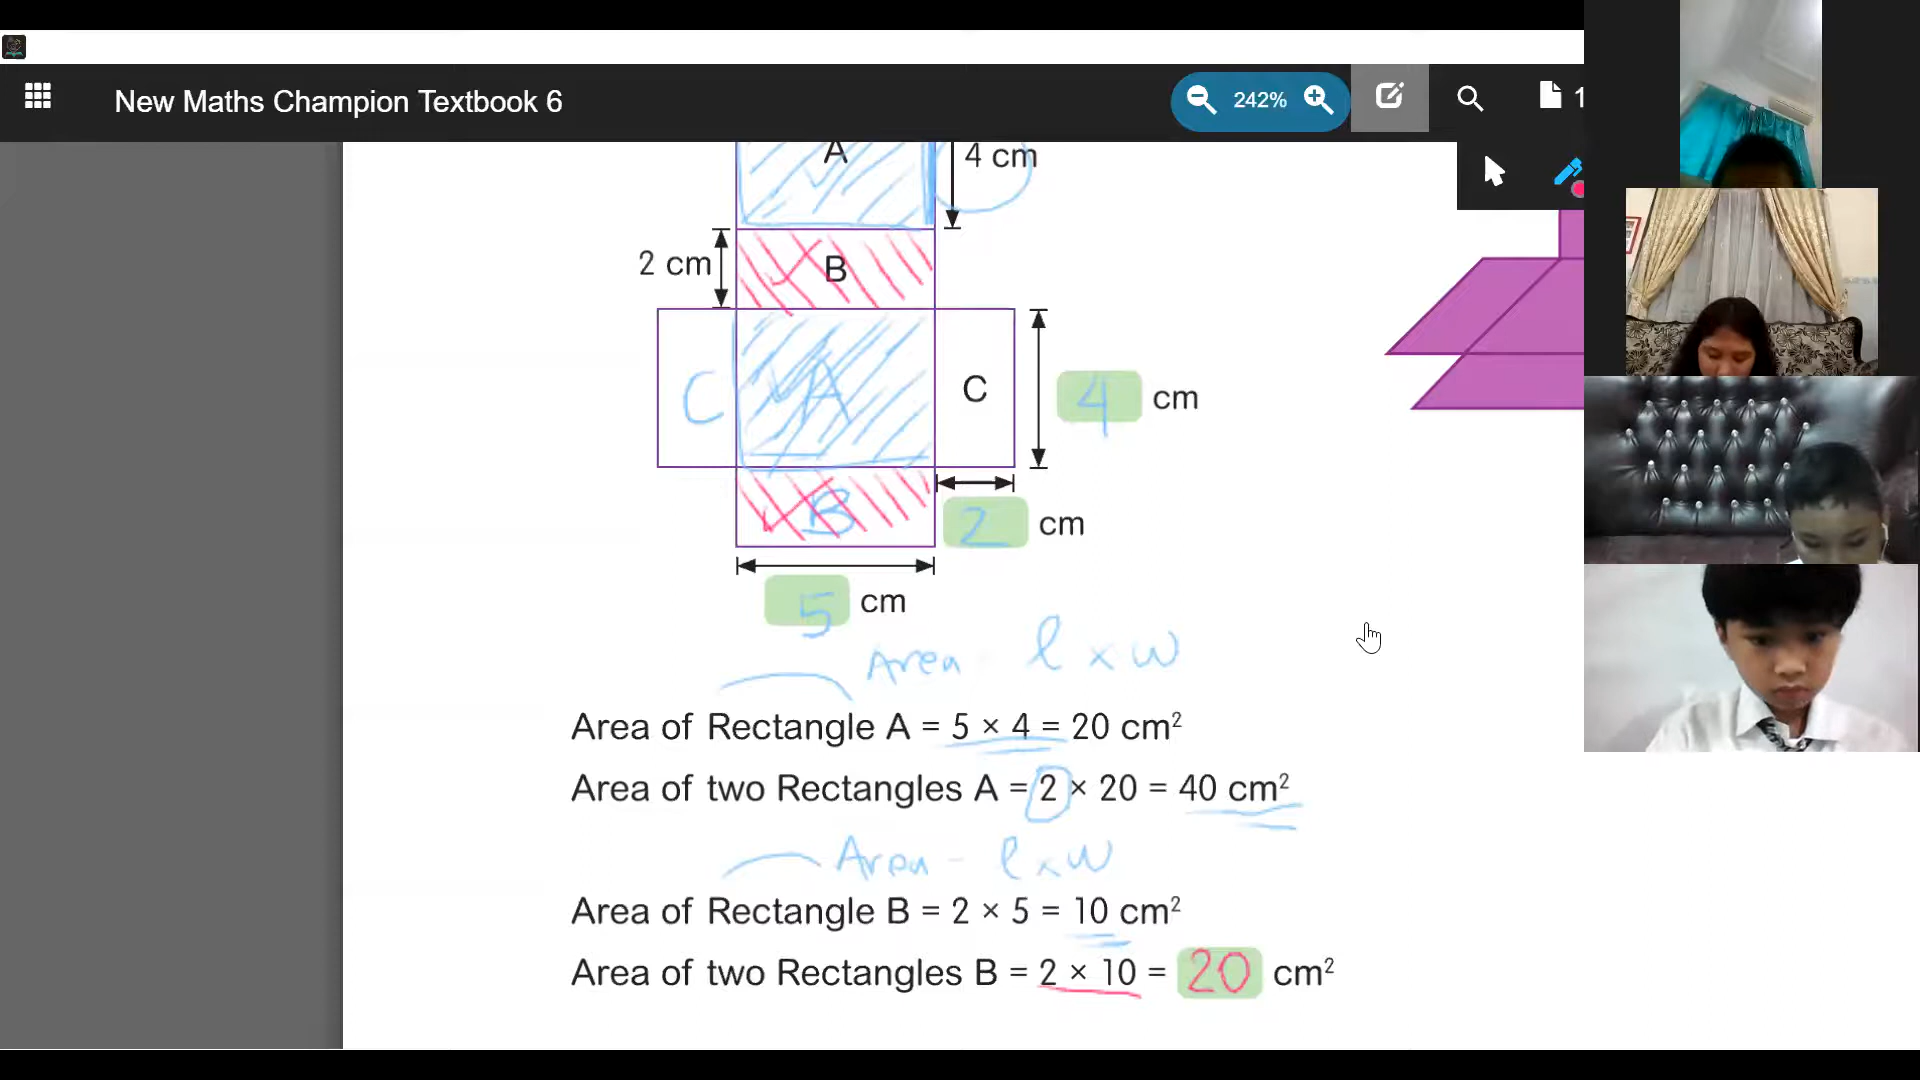 New Maths Champion Textbook 6
242%
1
A
4 cm
2 cm
B
C
A
C
4 cm
B
2 cm
5 cm
Area - l × w
Area of Rectangle A = 5 × 4 = 20 cm²
Area of two Rectangles A = 2 × 20 = 40 cm²
Area - l × w
Area of Rectangle B = 2 × 5 = 10 cm²
Area of two Rectangles B = 2 × 10 = 20 cm²